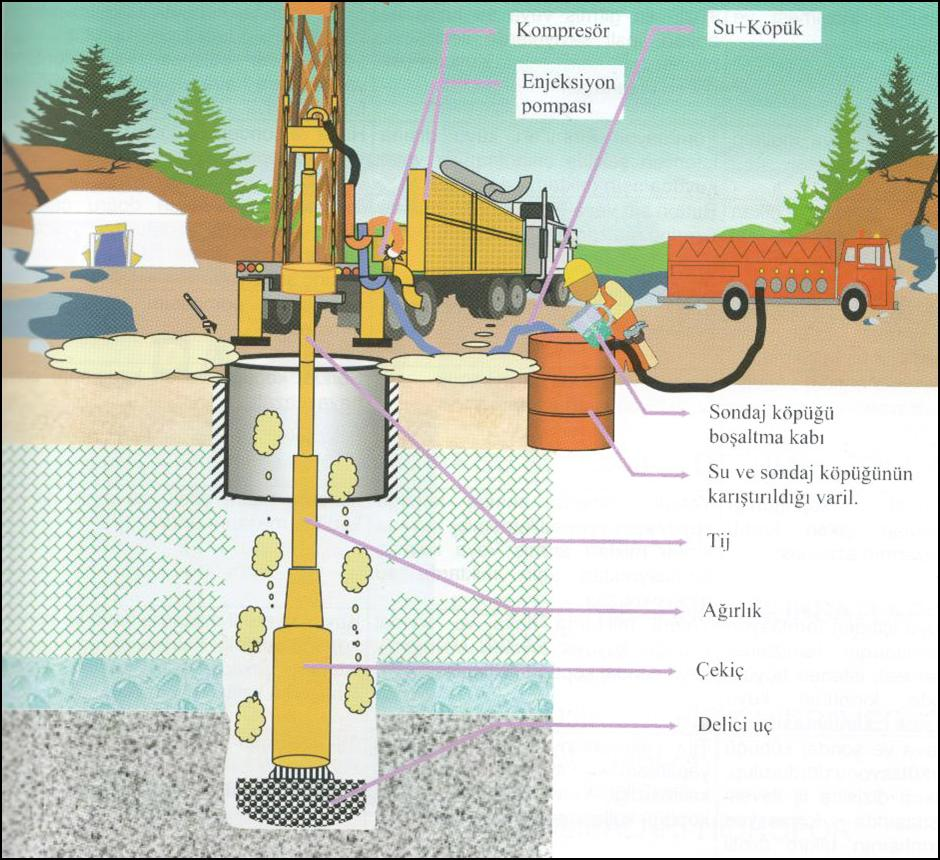 Kompresör
Su+Köpük
Enjeksiyon
pompası
Sondaj köpüğü
boşaltma kabı
Su ve sondaj köpüğünün
karıştırıldığı varil.
Tij
Ağırlık
Çekiç
Delici uç